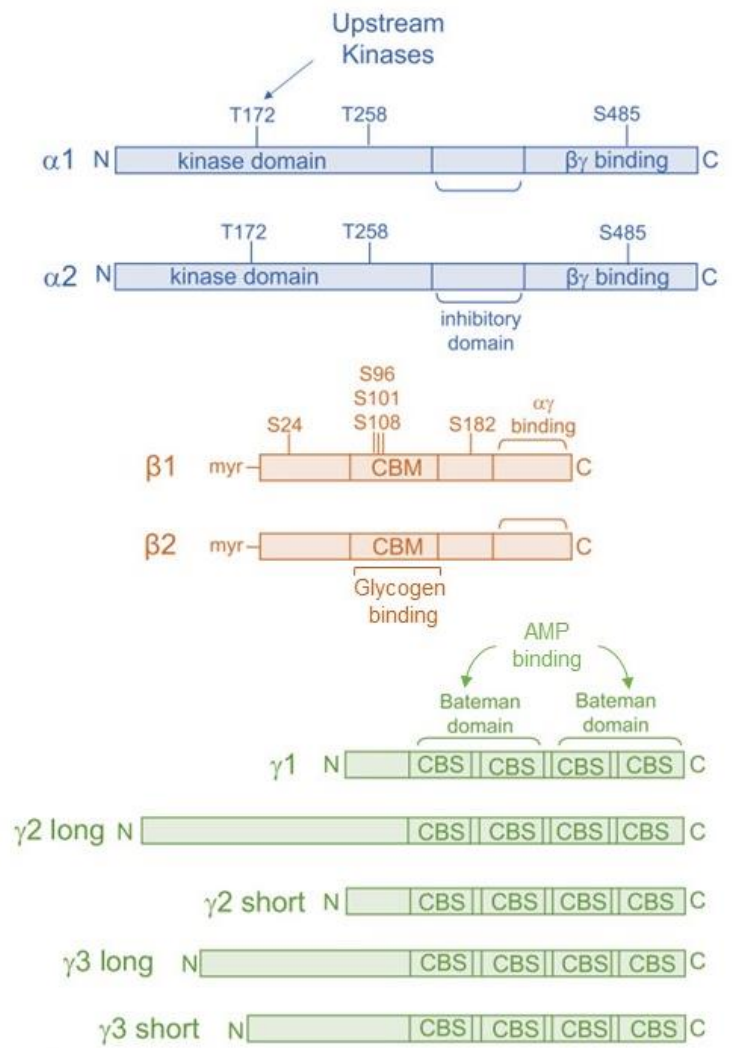 Upstream
Kinases
T172 T258 S485
α1 N kinase domain βγ binding C
T172 T258 S485
α2 N kinase domain βγ binding C
inhibitory
domain
S96
S101
S24 S108 S182
αγ
binding
β1 myr CBM C
β2 myr CBM C
Glycogen
binding
AMP
binding
Bateman
domain
Bateman
domain
γ1 N CBS CBS CBS CBS C
γ2 long N CBS CBS CBS CBS C
γ2 short N CBS CBS CBS CBS C
γ3 long N CBS CBS CBS CBS C
γ3 short N CBS CBS CBS CBS C